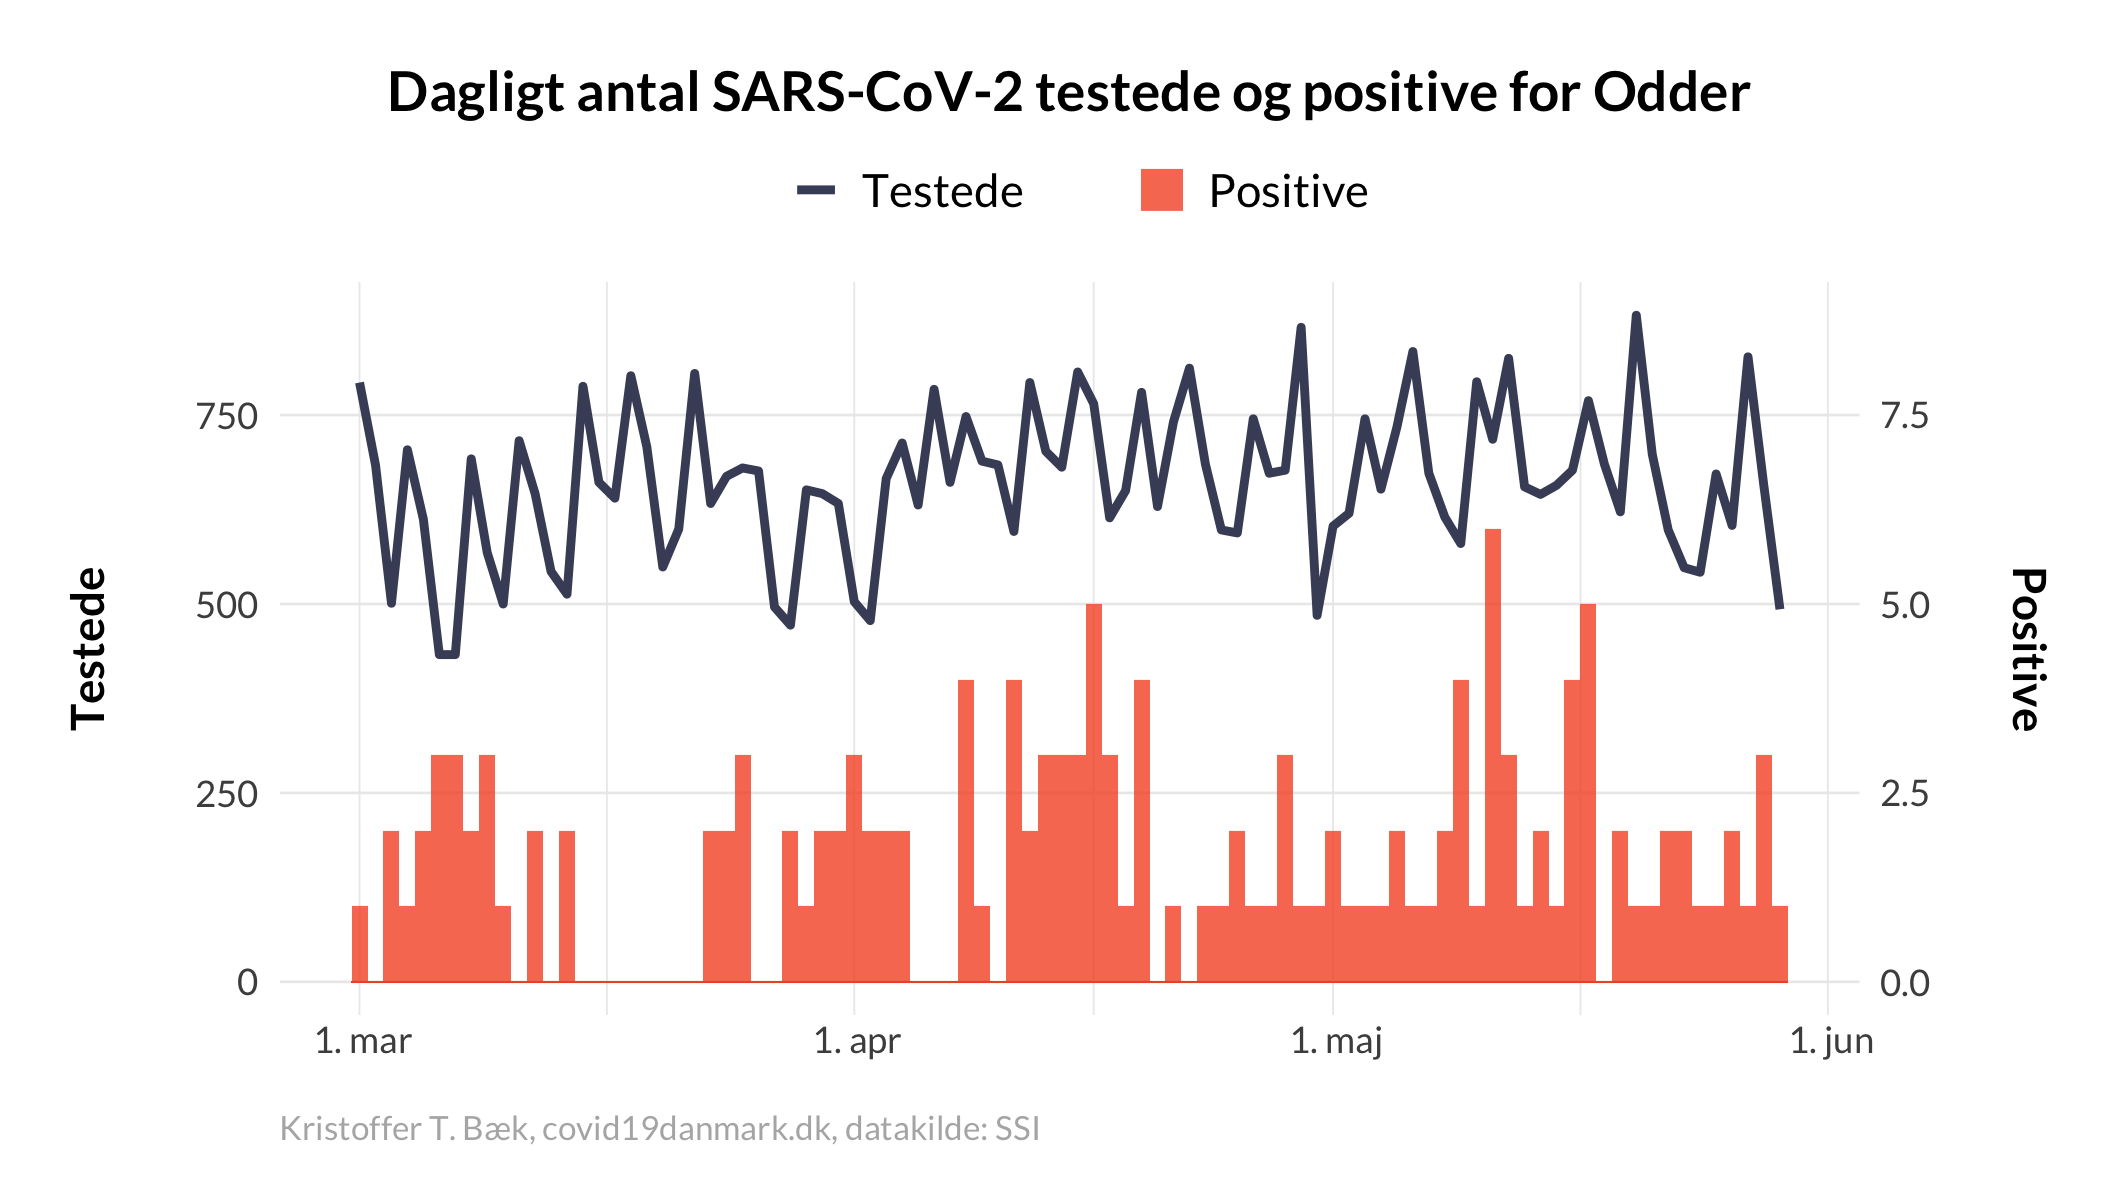 Dagligt antal SARS-CoV-2 testede og positive for Odder
Testede Positive
750 7.5
500 5.0
Testede Positive
250 2.5
0 0.0
1. mar 1. apr 1. maj 1. jun
Kristoffer T. Bæk, covid19danmark.dk, datakilde: SSI